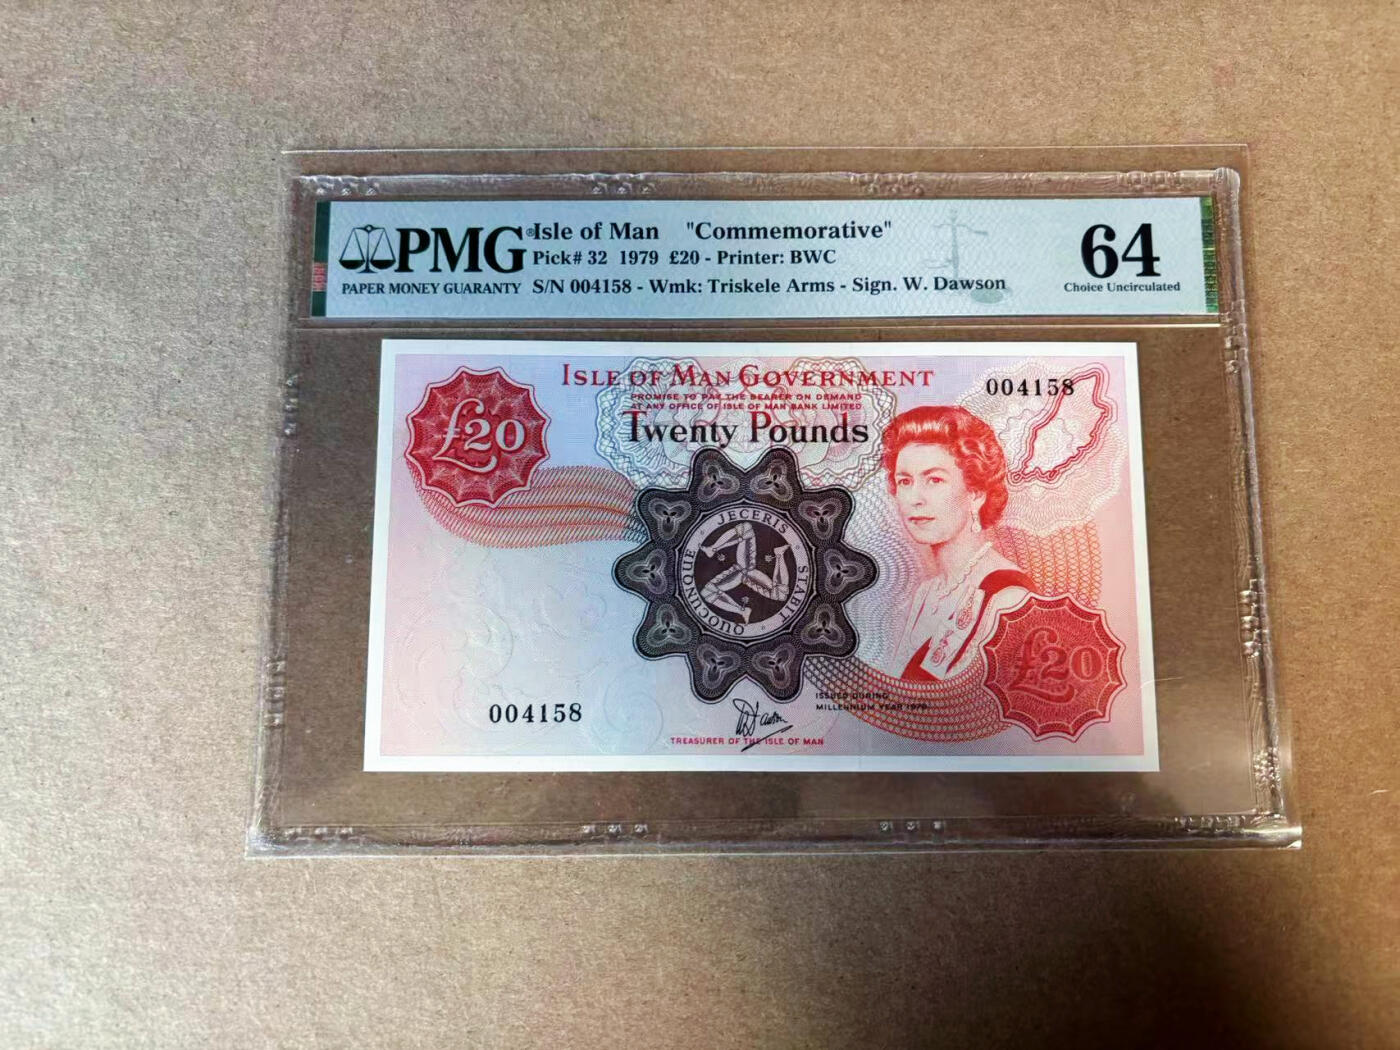 PMG®
PAPER MONEY GUARANTY
Isle of Man "Commemorative"
Pick# 32 1979 £20 - Printer: BWC
S/N 004158 - Wmk: Triskele Arms - Sign. W. Dawson
64
Choice Uncirculated
ISLE OF MAN GOVERNMENT
PROMISE TO PAY THE BEARER ON DEMAND
AT ANY OFFICE OF ISLE OF MAN BANK LIMITED
Twenty Pounds
004158
£20
QUOCUNQUE · JECERIS · STABIT ·
£20
004158
ISSUED DURING
MILLENNIUM YEAR 1979
TREASURER OF THE ISLE OF MAN